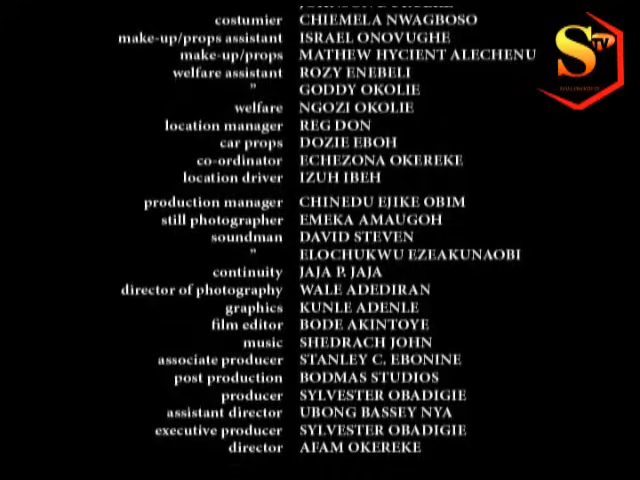 costumier CHIEMELA NWAGBOSO
make-up/props assistant ISRAEL ONOVUGHE
make-up/props MATHEW HYCIENT ALECHENU
welfare assistant ROZY ENEBELI
" GODDY OKOLIE
welfare NGOZI OKOLIE
location manager REG DON
car props DOZIE EBOH
co-ordinator ECHEZONA OKEREKE
location driver IZUH IBEH
production manager CHINEDU EJIKE OBIM
still photographer EMEKA AMAUGOH
soundman DAVID STEVEN
" ELOCHUKWU EZEAKUNAOBI
continuity JAJA P. JAJA
director of photography WALE ADEDIRAN
graphics KUNLE ADENLE
film editor BODE AKINTOYE
music SHEDRACH JOHN
associate producer STANLEY C. EBONINE
post production BODMAS STUDIOS
producer SYLVESTER OBADIGIE
assistant director UBONG BASSEY NYA
executive producer SYLVESTER OBADIGIE
director AFAM OKEREKE
S TV